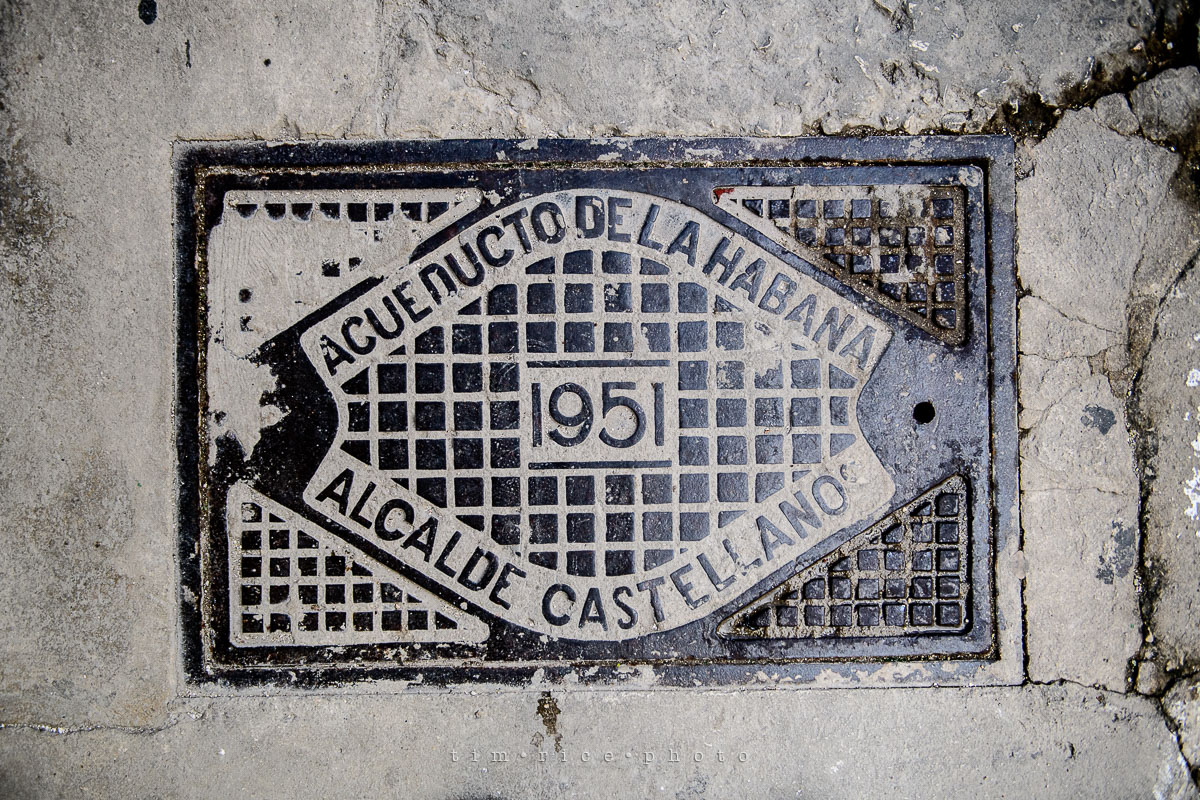 ACUEDUCTO DE LA HABANA
1951
ALCALDE CASTELLANOS
tim•rice•photo